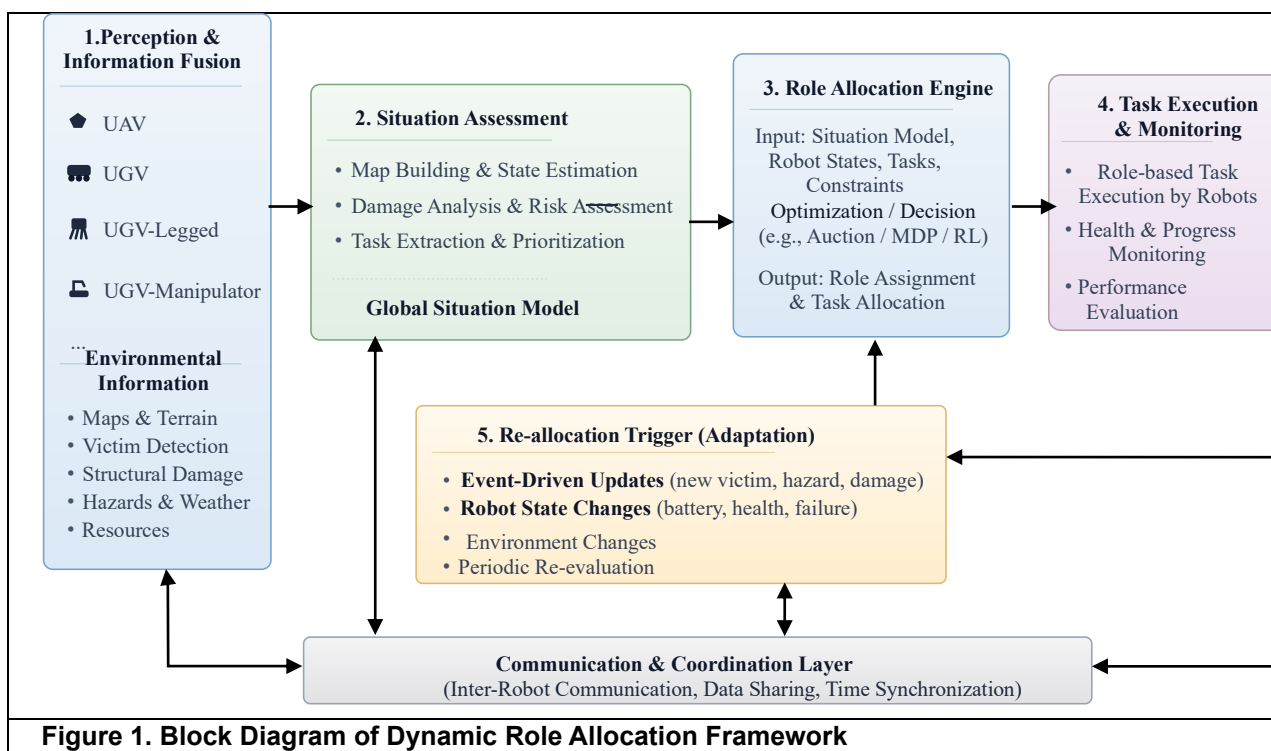 1.Perception &
Information Fusion
UAV
UGV
UGV-Legged
UGV-Manipulator
...
Environmental
Information
• Maps & Terrain
• Victim Detection
• Structural Damage
• Hazards & Weather
• Resources
2. Situation Assessment
• Map Building & State Estimation
• Damage Analysis & Risk Assessment
• Task Extraction & Prioritization
Global Situation Model
3. Role Allocation Engine
Input: Situation Model,
Robot States, Tasks,
Constraints
Optimization / Decision
(e.g., Auction / MDP / RL)
Output: Role Assignment
& Task Allocation
4. Task Execution
& Monitoring
• Role-based Task
Execution by Robots
• Health & Progress
Monitoring
• Performance
Evaluation
5. Re-allocation Trigger (Adaptation)
• Event-Driven Updates (new victim, hazard, damage)
• Robot State Changes (battery, health, failure)
• Environment Changes
• Periodic Re-evaluation
Communication & Coordination Layer
(Inter-Robot Communication, Data Sharing, Time Synchronization)
Figure 1. Block Diagram of Dynamic Role Allocation Framework